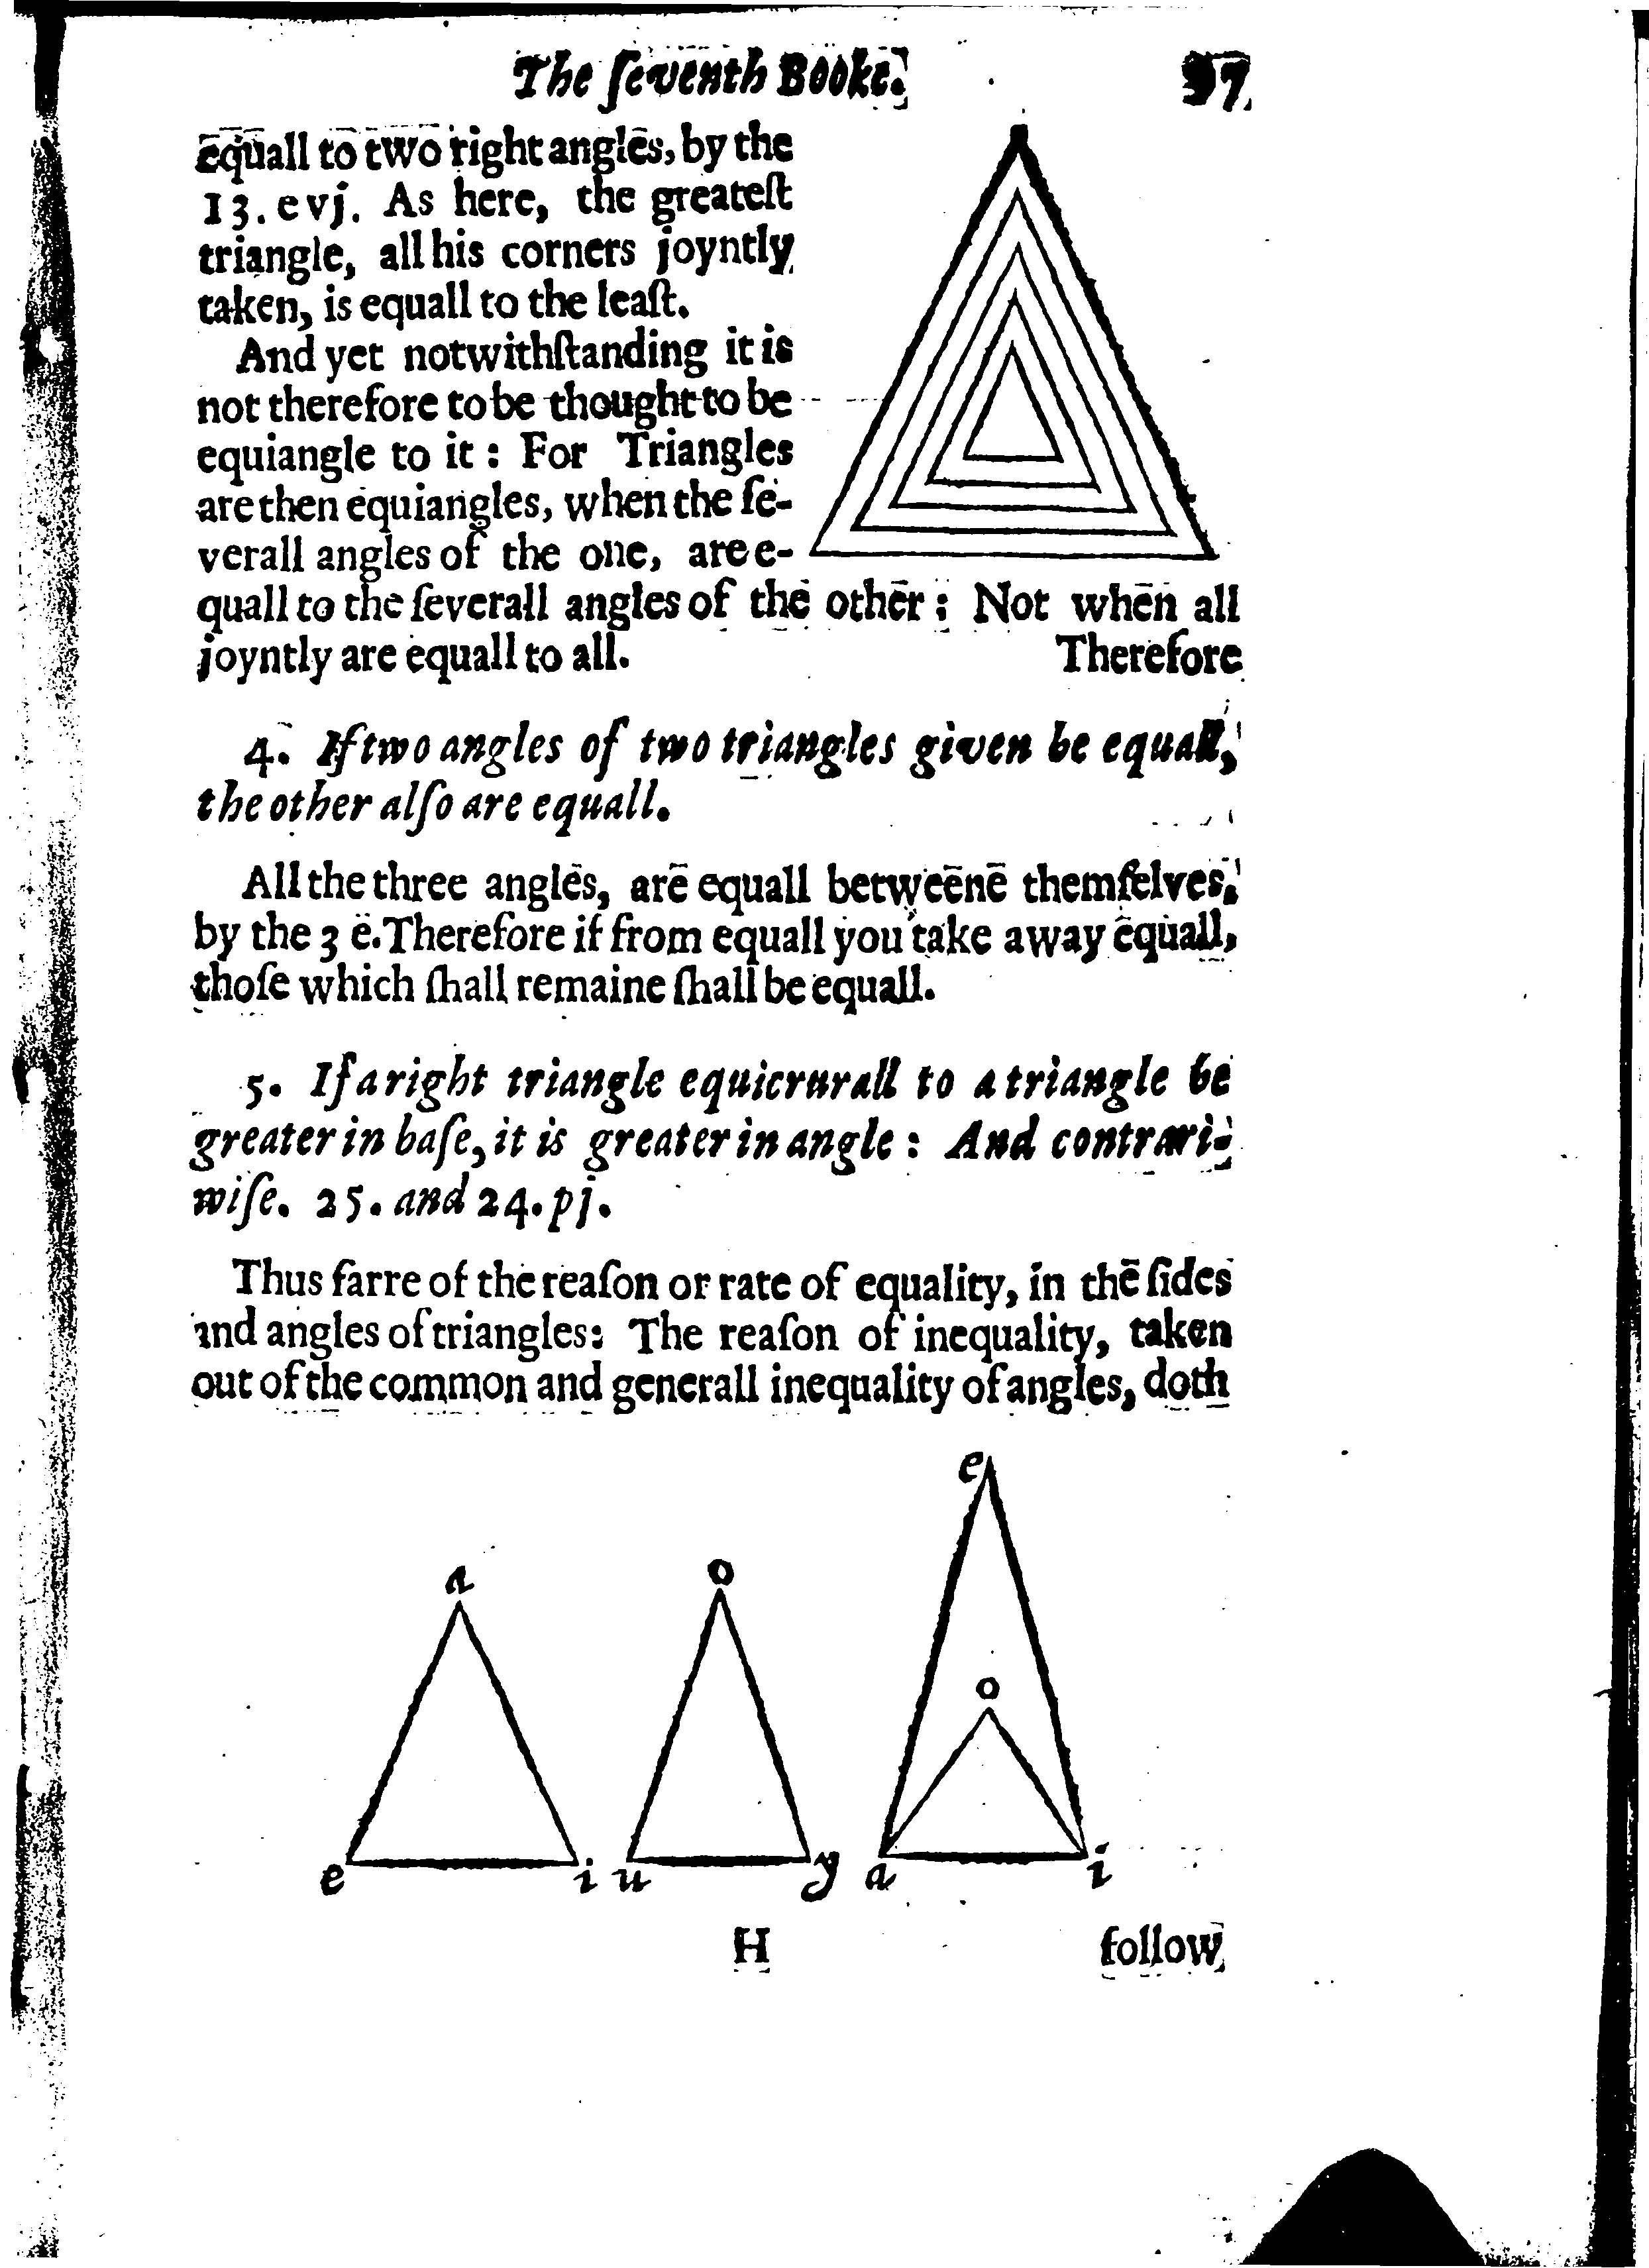 The ſeventh Booke. 97
equall to two right angles, by the
13. e vj. As here, the greateſt
triangle, all his corners joyntly
taken, is equall to the leaſt.
And yet notwithſtanding it is
not therefore to be thought to be
equiangle to it : For Triangles
are then equiangles, when the ſe-
verall angles of the one, are e-
quall to the ſeverall angles of the other : Not when all
joyntly are equall to all. Therefore
4. If two angles of two triangles given be equall,
the other alſo are equall.
All the three angles, are equall betweene themſelves,
by the 3 e. Therefore if from equall you take away equall,
thoſe which ſhall remaine ſhall be equall.
5. If a right triangle equicrurall to a triangle be
greater in baſe, it is greater in angle : And contrari-
wiſe. 25. and 24. p j.
Thus farre of the reaſon or rate of equality, in the ſides
and angles of triangles: The reaſon of inequality, taken
out of the common and generall inequality of angles, doth
e
a o
o
e i u y a i
H follow